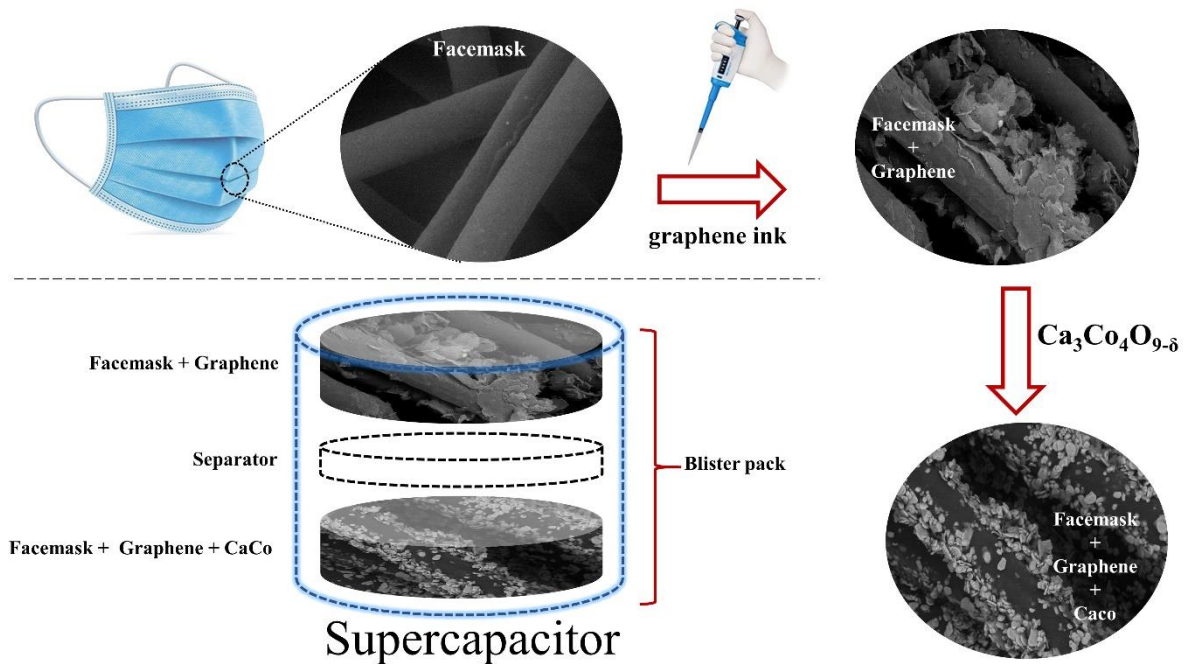 Facemask
graphene ink
Facemask
+
Graphene
Ca₃Co₄O₉₋δ
Facemask + Graphene
Separator
Facemask + Graphene + CaCo
Blister pack
Facemask
+
Graphene
+
Caco
Supercapacitor